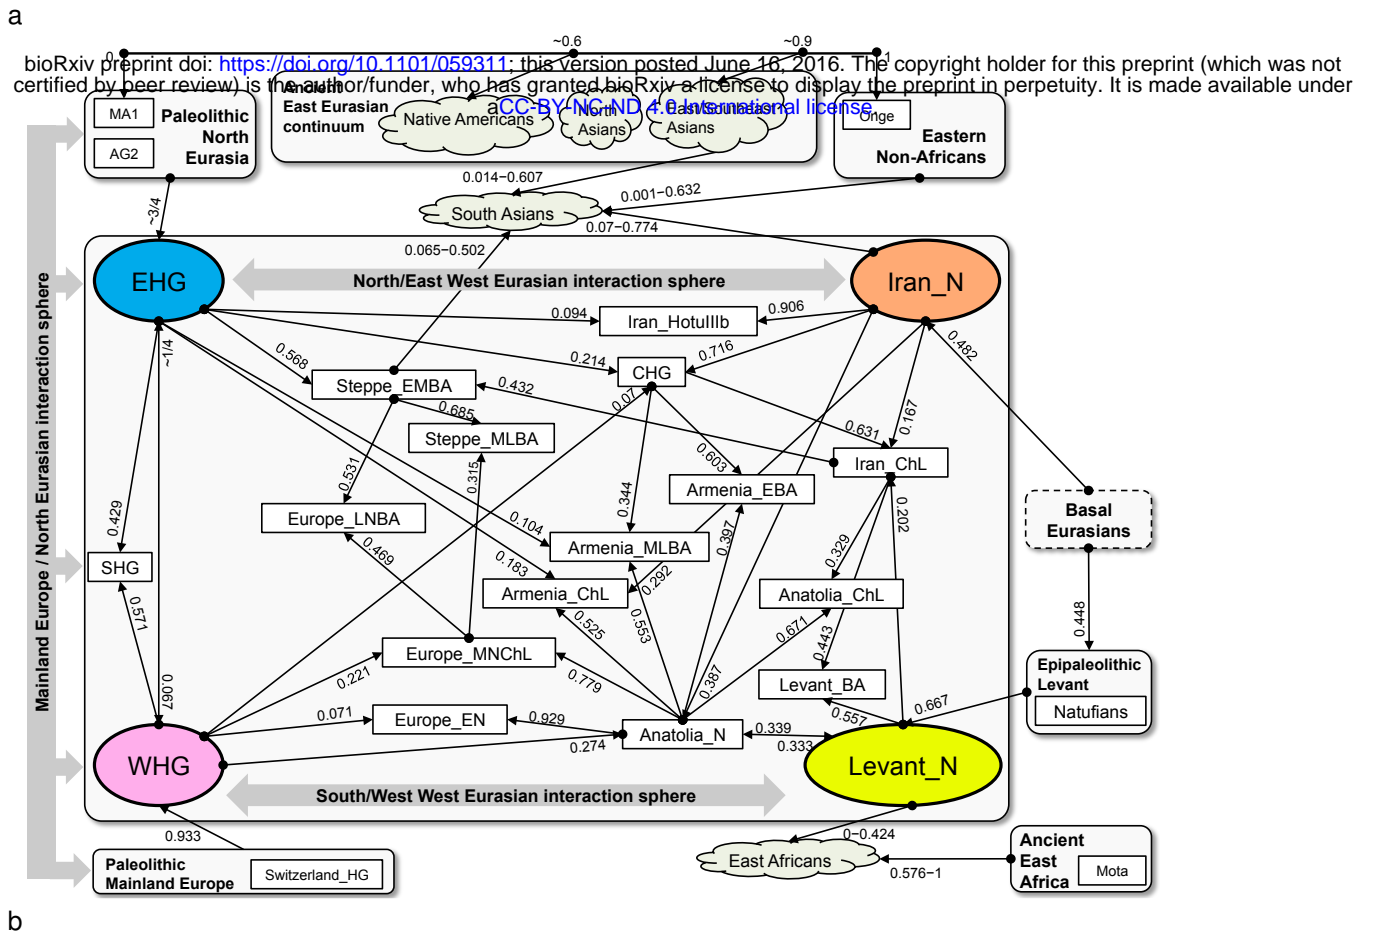 a
~0.6
~0.9
0
1
bioRxiv preprint doi: https://doi.org/10.1101/059311; this version posted June 16, 2016. The copyright holder for this preprint (which was not
certified by peer review) is the author/funder, who has granted bioRxiv a license to display the preprint in perpetuity. It is made available under
aCC-BY-NC-ND 4.0 International license.
MA1
AG2
Paleolithic
North
Eurasia
Ancient
East Eurasian
continuum
Native Americans
North
Asians
East/Southeast
Asians
Onge
Eastern
Non-Africans
~3/4
0.014−0.607
0.001−0.632
South Asians
0.07−0.774
0.065−0.502
Mainland Europe / North Eurasian interaction sphere
EHG
North/East West Eurasian interaction sphere
Iran_N
0.094
Iran_HotuIIIb
0.906
~1/4
0.568
0.214
0.716
0.482
CHG
Steppe_EMBA
0.432
0.07
0.167
0.685
Steppe_MLBA
0.631
0.603
Iran_ChL
0.531
0.315
Armenia_EBA
0.344
0.429
Europe_LNBA
0.104
0.397
0.202
Basal
Eurasians
0.469
Armenia_MLBA
0.329
SHG
0.183
0.292
Armenia_ChL
Anatolia_ChL
0.571
0.525
0.553
0.671
0.443
0.448
Europe_MNChL
0.221
0.779
0.387
Levant_BA
Epipaleolithic
Levant
Natufians
0.067
0.071
Europe_EN
0.929
0.557
0.667
Anatolia_N
0.339
0.333
0.274
WHG
Levant_N
South/West West Eurasian interaction sphere
0.933
0−0.424
Paleolithic
Mainland Europe
Switzerland_HG
East Africans
0.576−1
Ancient
East
Africa
Mota
b